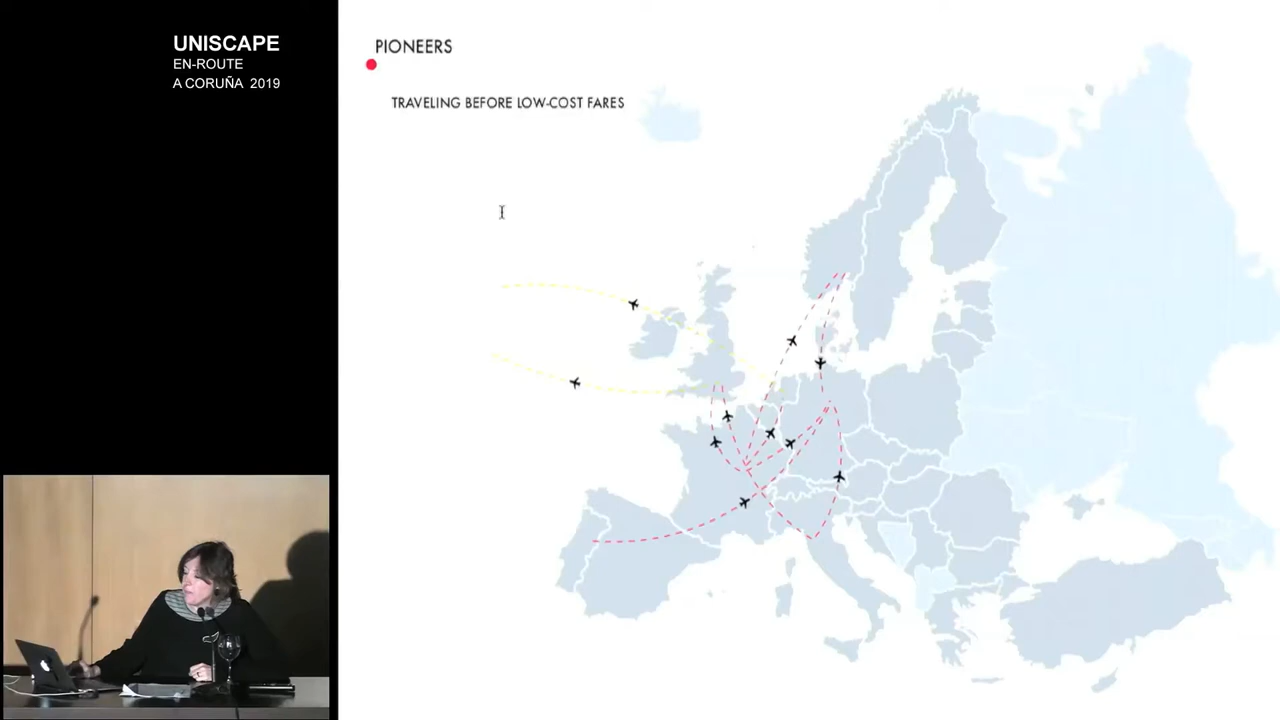 UNISCAPE
EN-ROUTE
A CORUÑA 2019
PIONEERS
TRAVELING BEFORE LOW-COST FARES